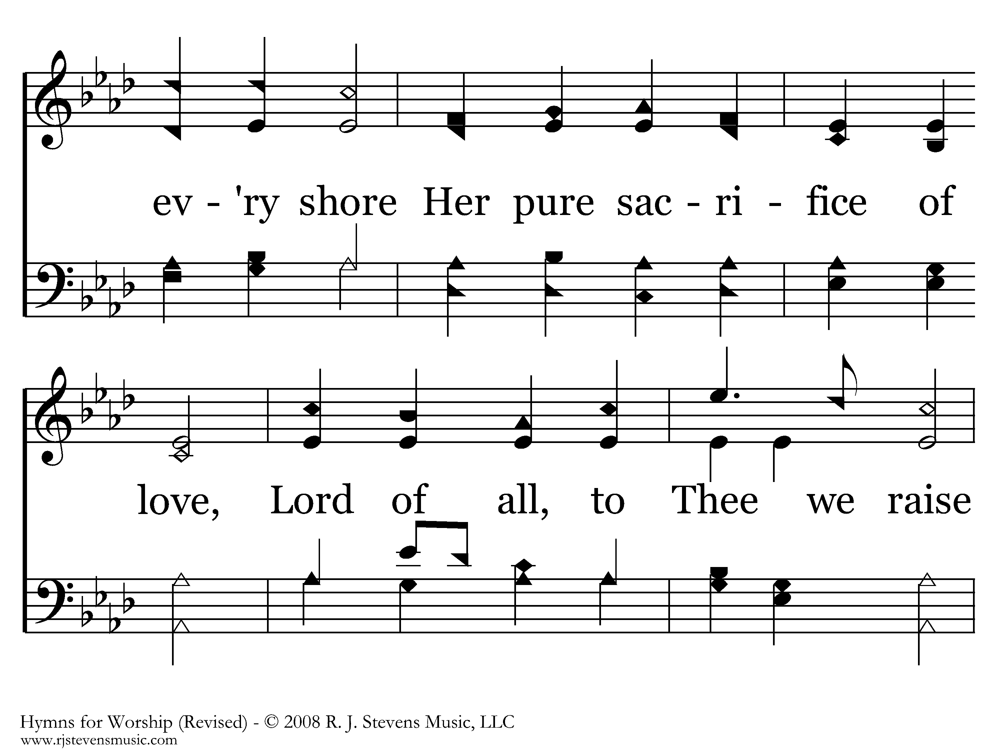 ev - 'ry shore Her pure sac - ri - fice of
love, Lord of all, to Thee we raise
Hymns for Worship (Revised) - © 2008 R. J. Stevens Music, LLC
www.rjstevensmusic.com